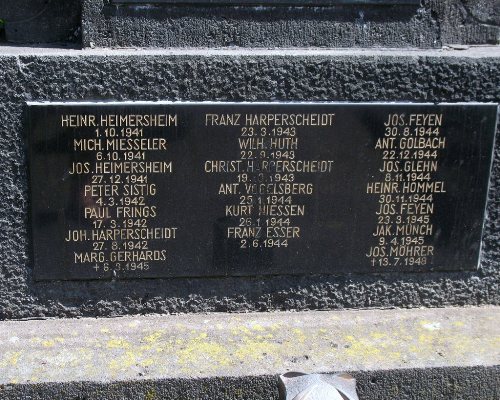 HEINR. HEIMERSHEIM
1.10.1941
MICH. MIESSELER
6.10.1941
JOS. HEIMERSHEIM
27.12.1941
PETER SISTIG
4.3.1942
PAUL FRINGS
17.3.1942
JOH. HARPERSCHEIDT
27.8.1942
MARG. GERHARDS
FRANZ HARPERSCHEIDT
23.3.1943
WILH. HUTH
22.9.1943
CHRIST. HARPERSCHEIDT
ANT. VOGELSBERG
25.1.1944
KURT NIESSEN
26.1.1944
FRANZ ESSER
2.6.1944
JOS. FEYEN
30.8.1944
ANT. GOLBACH
22.12.1944
JOS. GLEHN
8.11.1944
HEINR. HOMMEL
30.11.1944
JOS. FEYEN
23.3.1945
JAK. MÜNCH
9.4.1945
JOS. MÖHRER